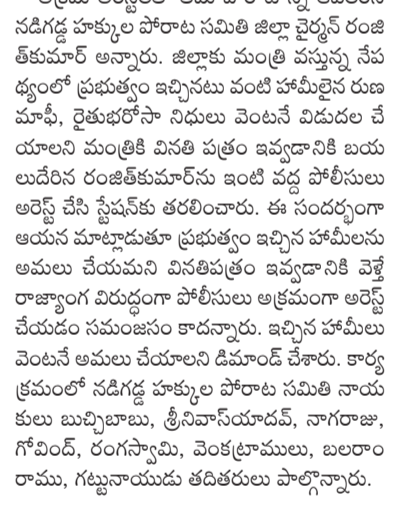 నడిగడ్డ హక్కుల పోరాట సమితి జిల్లా చైర్మన్ రంజి
త్‌కుమార్ అన్నారు. జిల్లాకు మంత్రి వస్తున్న నేప
థ్యంలో ప్రభుత్వం ఇచ్చినటు వంటి హామీలైన రుణ
మాఫీ, రైతుభరోసా నిధులు వెంటనే విడుదల చే
యాలని మంత్రికి వినతి పత్రం ఇవ్వడానికి బయ
లుదేరిన రంజిత్‌కుమార్‌ను ఇంటి వద్ద పోలీసులు
అరెస్ట్ చేసి స్టేషన్‌కు తరలించారు. ఈ సందర్భంగా
ఆయన మాట్లాడుతూ ప్రభుత్వం ఇచ్చిన హామీలను
అమలు చేయమని వినతిపత్రం ఇవ్వడానికి వెళ్తే
రాజ్యాంగ విరుద్ధంగా పోలీసులు అక్రమంగా అరెస్ట్
చేయడం సమంజసం కాదన్నారు. ఇచ్చిన హామీలు
వెంటనే అమలు చేయాలని డిమాండ్ చేశారు. కార్య
క్రమంలో నడిగడ్డ హక్కుల పోరాట సమితి నాయ
కులు బుచ్చిబాబు, శ్రీనివాస్‌యాదవ్, నాగరాజు,
గోవింద్, రంగస్వామి, వెంకట్రాములు, బలరాం
రాము, గట్టునాయుడు తదితరులు పాల్గొన్నారు.